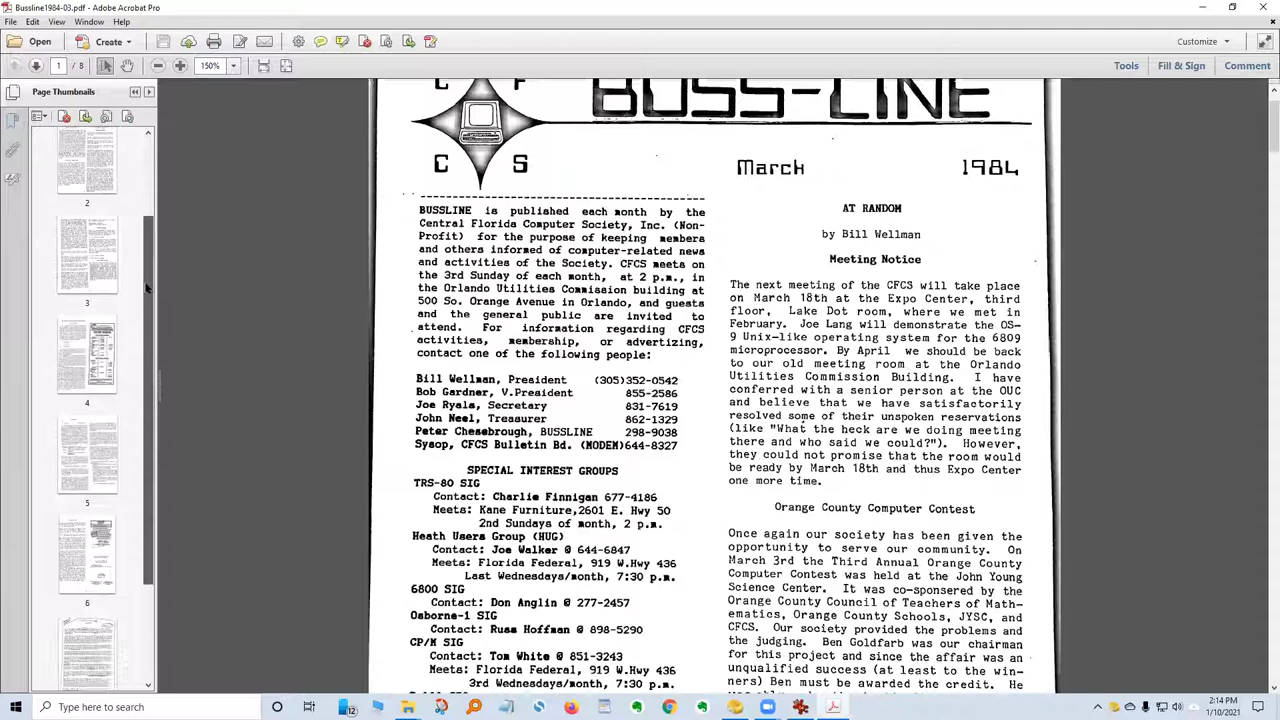 Bussline1984-03.pdf - Adobe Acrobat Pro
File Edit View Window Help
Open Create Customize
1 / 8 150% Tools Fill & Sign Comment
Page Thumbnails
2
3
4
5
6
C F
C S
BUSS-LINE
March 1984
BUSSLINE is published each month by the
Central Florida Computer Society, Inc. (Non-
Profit) for the purpose of keeping members
and others informed of computer-related news
and activities of the Society. CFCS meets on
the 3rd Sunday of each month, at 2 p.m., in
the Orlando Utilities Commission building at
500 So. Orange Avenue in Orlando, and guests
and the general public are invited to
attend. For information regarding CFCS
activities, membership, or advertizing,
contact one of the following people:
Bill Wellman, President (305)352-0542
Bob Gardner, V.President 855-2586
Joe Ryals, Secretary 831-7619
John Neel, Treasurer 862-1329
Peter Chesebrough, BUSSLINE 298-9038
Sysop, CFCS Bulletin Bd. (MODEM)644-8327
SPECIAL INTEREST GROUPS
TRS-80 SIG
Contact: Charlie Finnigan 677-4186
Meets: Kane Furniture,2601 E. Hwy 50
2nd Sundays of month, 2 p.m.
Heath Users Group (HUG)
Contact: Joe Walker @ 644-6847
Meets: Florida Federal, 919 W.Hwy 436
Last Wednesdays/month, 7:30 p.m.
6800 SIG
Contact: Don Anglin @ 277-2457
Osborne-1 SIG
Contact: Rudi Hoffman @ 898-5290
CP/M SIG
Contact: Tom White @ 851-3243
Meets: Florida Federal, 919 W.Hwy 436
3rd Wednesdays/month, 7:30 p.m.
AT RANDOM
by Bill Wellman
Meeting Notice
The next meeting of the CFCS will take place
on March 18th at the Expo Center, third
floor, Lake Dot room, where we met in
February. Joe Lang will demonstrate the OS-
9 Unix-like operating system for the 6809
microprocessor. By April we should be back
to our old meeting room at the Orlando
Utilities Commission Building. I have
conferred with a senior person at the OUC
and believe that we have satisfactorily
resolved some of their unspoken reservations
(like "What the heck are we doing meeting
there and who said we could?"). However,
they could not promise that the room would
be ready by March 18th and thus Expo Center
one more time.
Orange County Computer Contest
Once again our society has been given the
opportunity to serve our community. On
March 3rd the Third Annual Orange County
Computer Contest was held at the John Young
Science Center. It was co-sponsered by the
Orange County Council of Teachers of Math-
ematics, Orange County Schools, JYSC, and
CFCS. Our society provided the problems and
the judging. Ben Goldfarb was our chairman
for this project and since the affair was an
unqualified success (at least to the win-
ners) Ben must be awarded the credit. He
Type here to search
12
2:14 PM
1/10/2021